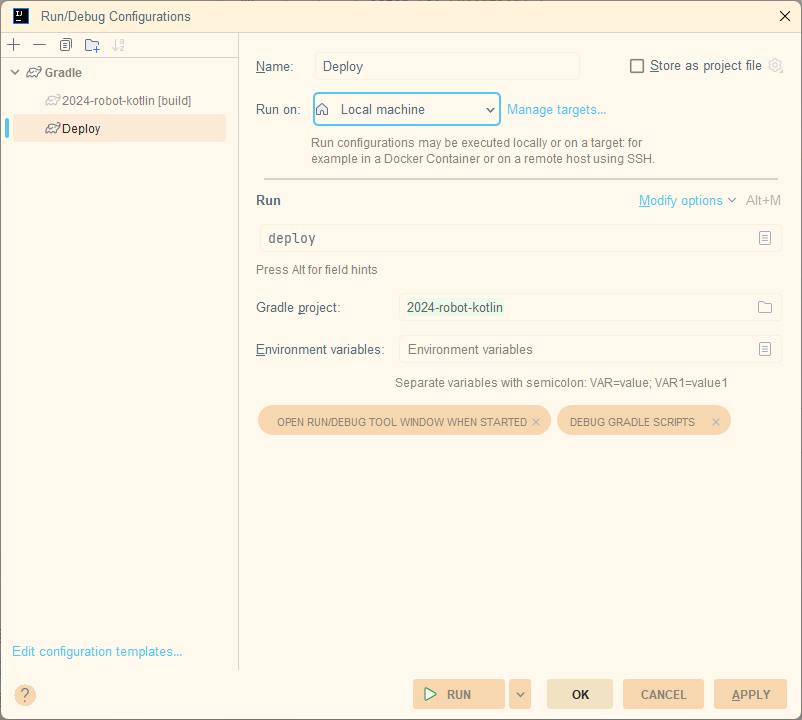 Run/Debug Configurations
Gradle
2024-robot-kotlin [build]
Deploy
Edit configuration templates...
Name: Deploy Store as project file
Run on: Local machine Manage targets...
Run configurations may be executed locally or on a target: for
example in a Docker Container or on a remote host using SSH.
Run Modify options Alt+M
deploy
Press Alt for field hints
Gradle project: 2024-robot-kotlin
Environment variables: Environment variables
Separate variables with semicolon: VAR=value; VAR1=value1
OPEN RUN/DEBUG TOOL WINDOW WHEN STARTED DEBUG GRADLE SCRIPTS
? RUN OK CANCEL APPLY